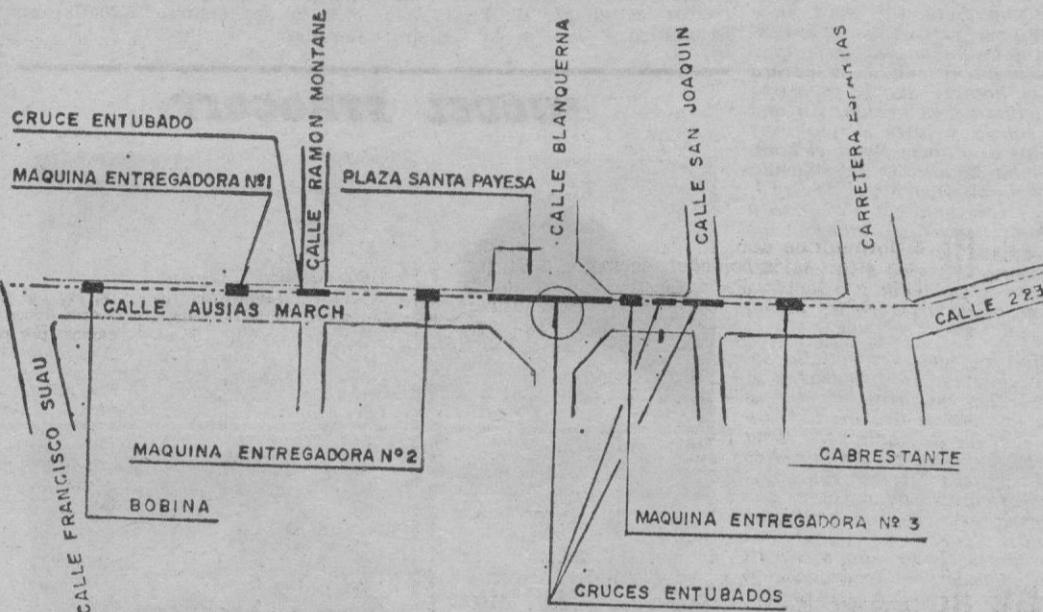 CRUCE ENTUBADO
MAQUINA ENTREGADORA Nº1
CALLE RAMON MONTANE
PLAZA SANTA PAYESA
CALLE BLANQUERNA
CALLE SAN JOAQUIN
CARRETERA
CALLE AUSIAS MARCH
CALLE 223
CALLE FRANCISCO SUAU
MAQUINA ENTREGADORA Nº2
BOBINA
CABRESTANTE
MAQUINA ENTREGADORA Nº 3
CRUCES ENTUBADOS